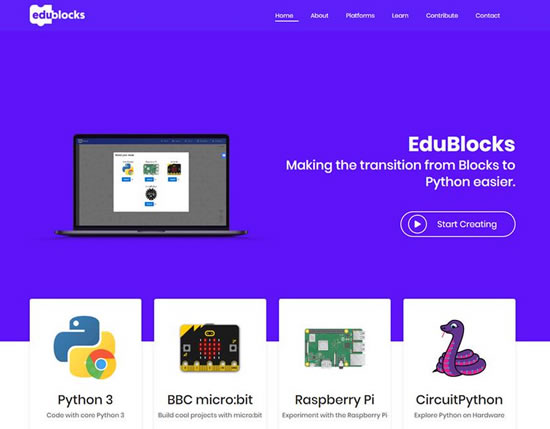 edublocks
Home About Platforms Learn Contribute Contact
EduBlocks
Making the transition from Blocks to
Python easier.
Start Creating
Python 3
Code with core Python 3
BBC micro:bit
Build cool projects with micro:bit
Raspberry Pi
Experiment with the Raspberry Pi
CircuitPython
Explore Python on Hardware